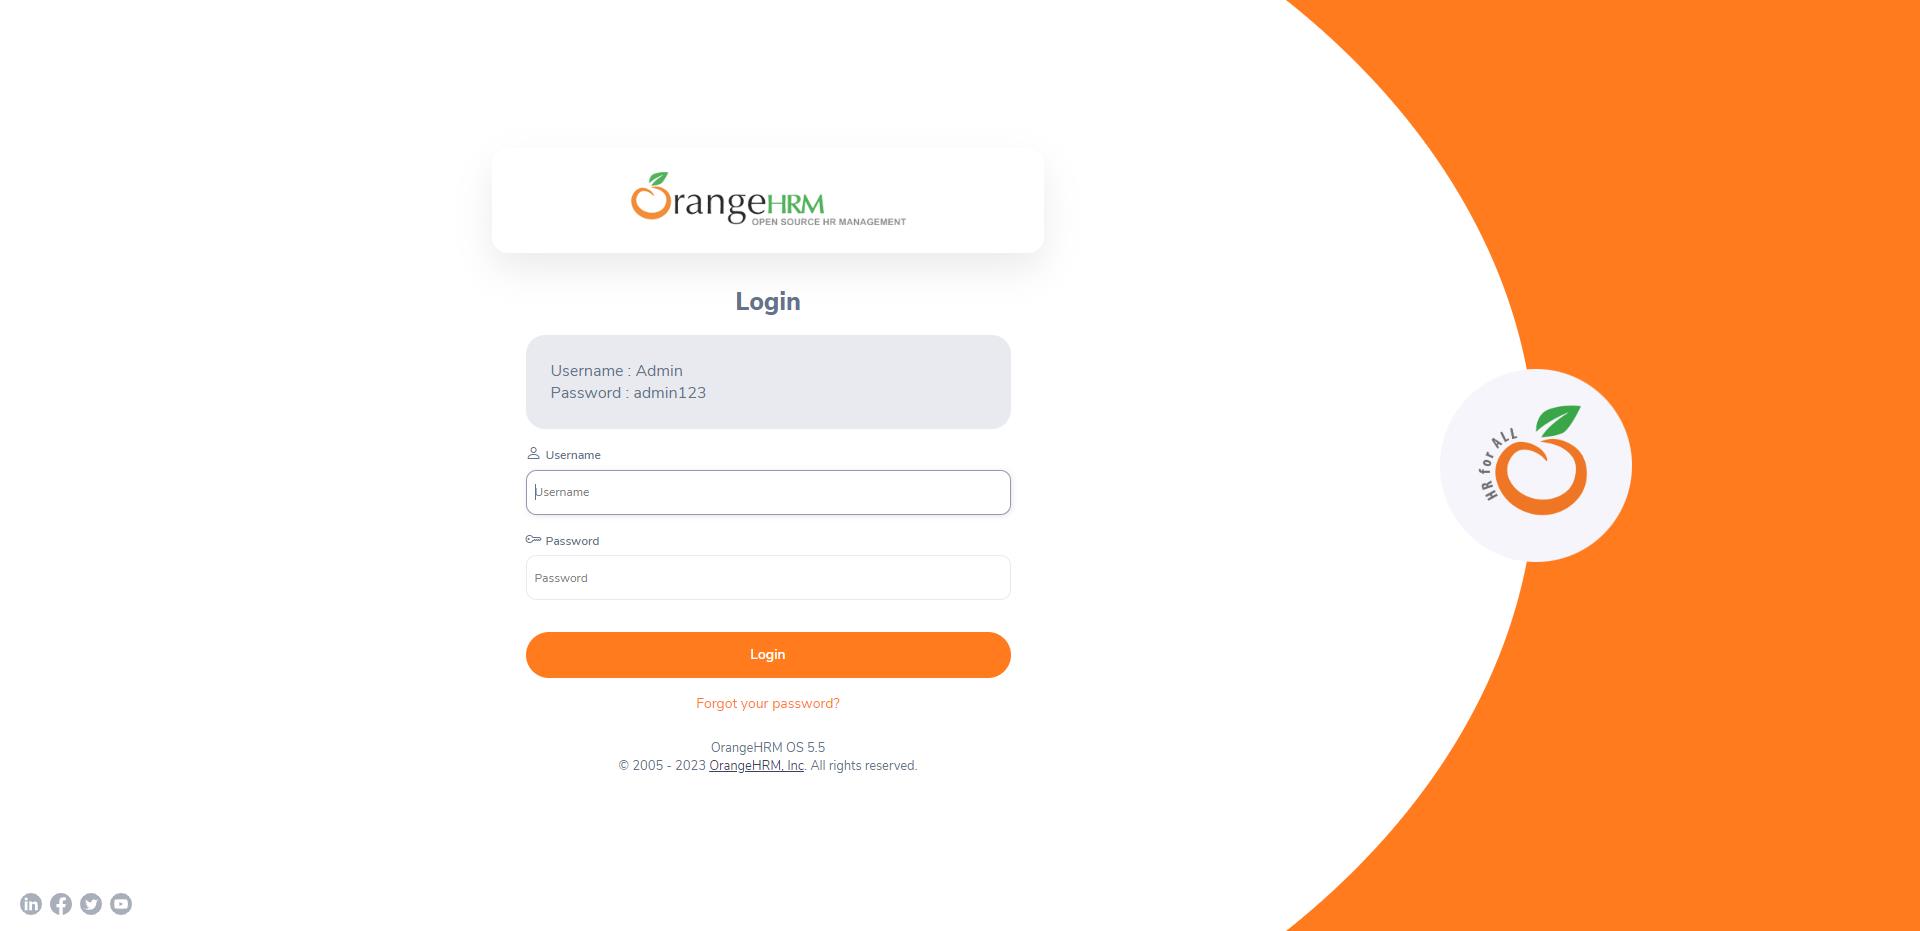 OrangeHRM
OPEN SOURCE HR MANAGEMENT
Login
Username : Admin
Password : admin123
Username
Username
Password
Password
Login
Forgot your password?
OrangeHRM OS 5.5
© 2005 - 2023 OrangeHRM, Inc. All rights reserved.
HR for ALL
in